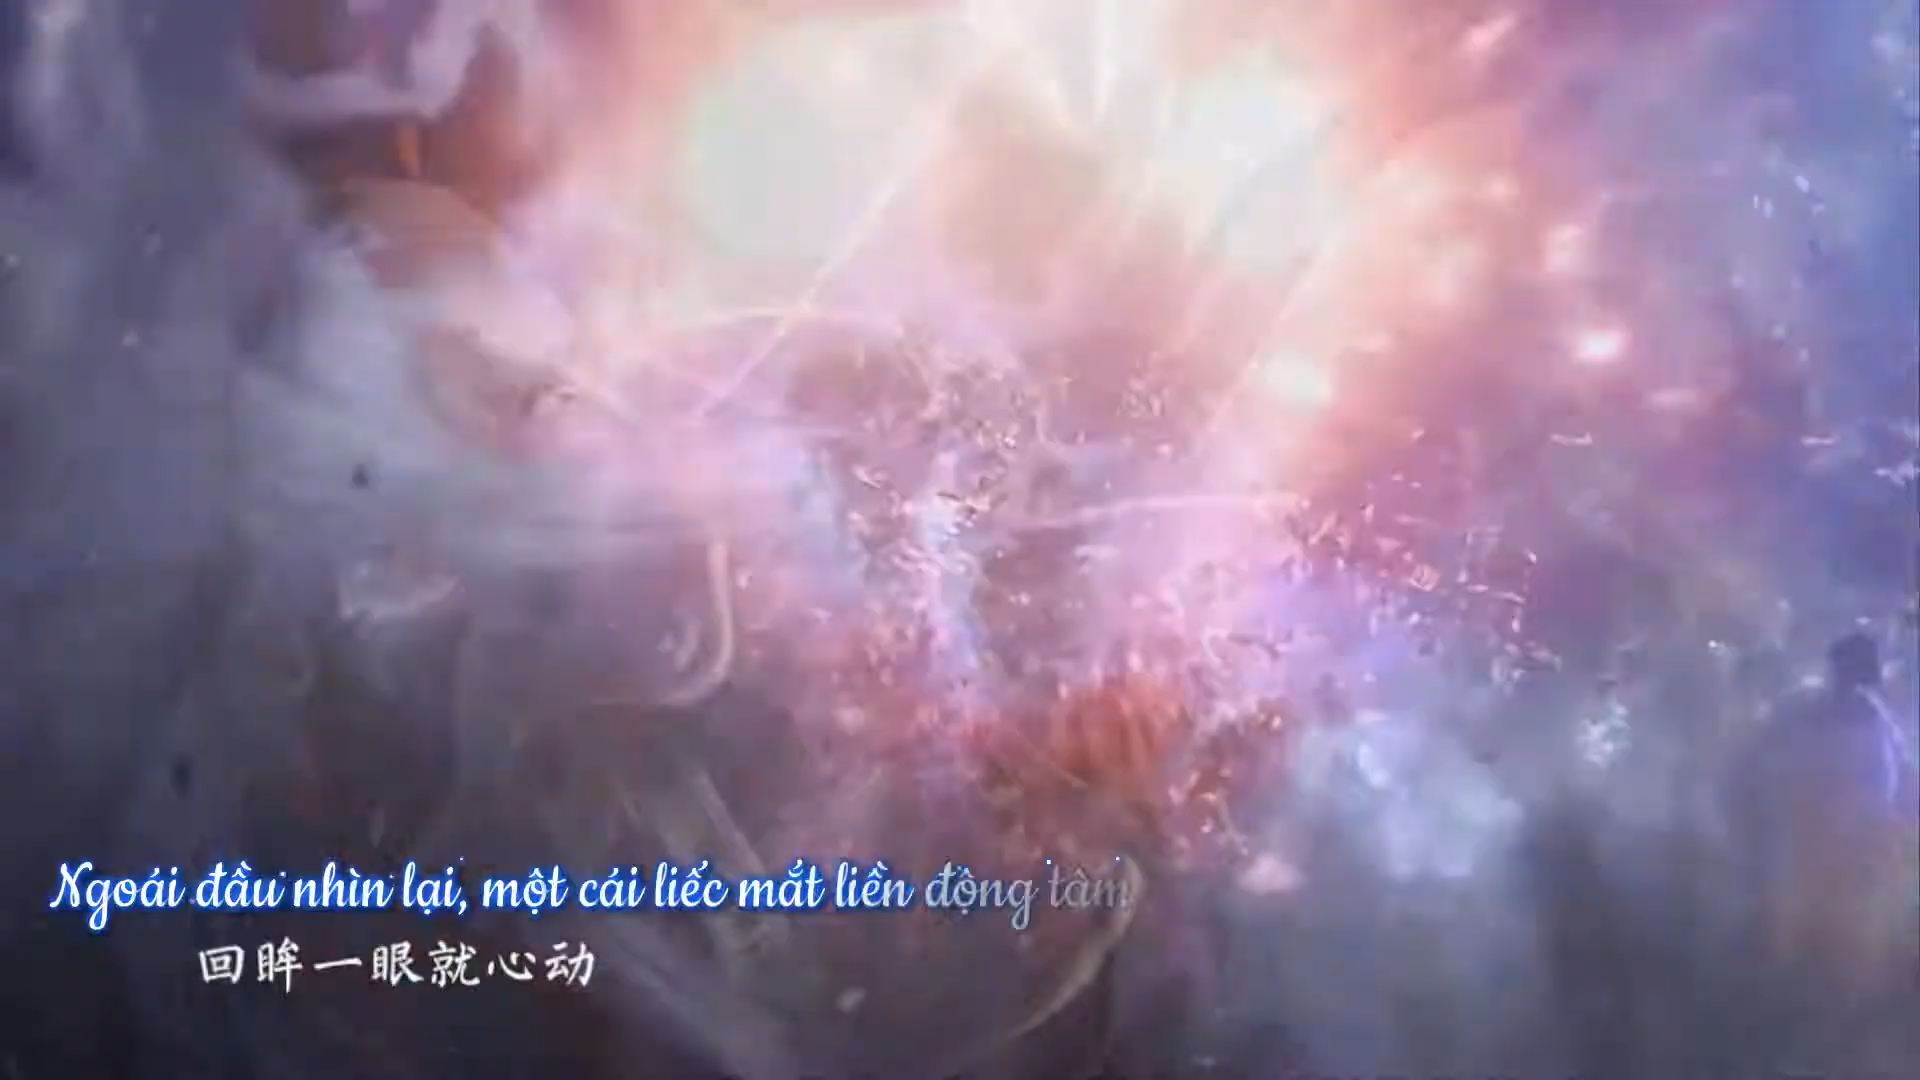 Ngoái đầu nhìn lại, một cái liếc mắt liền động tâm
回眸一眼就心动